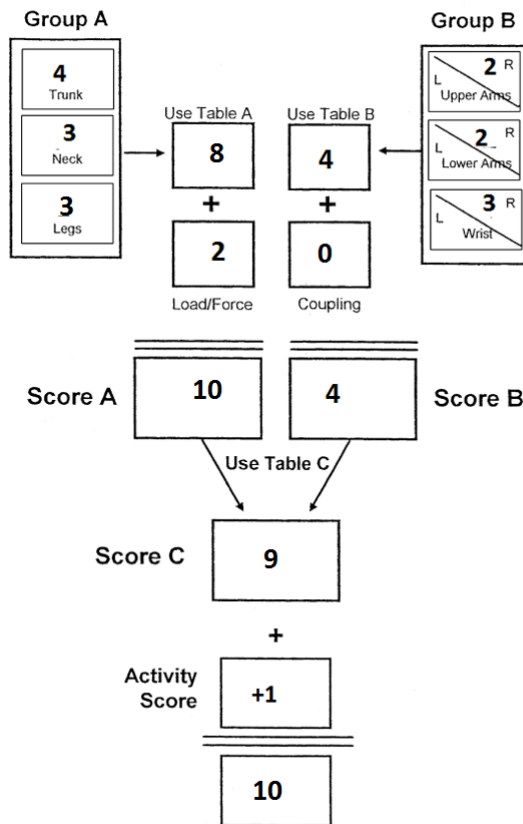 Group A
Group B
4
Trunk
3
Neck
3
Legs
Use Table A
8
+
2
Load/Force
Use Table B
4
+
0
Coupling
2 R
L
Upper Arms
2 R
L
Lower Arms
3 R
L
Wrist
Score A
10
4
Score B
Use Table C
Score C
9
+
Activity
Score
+1
10